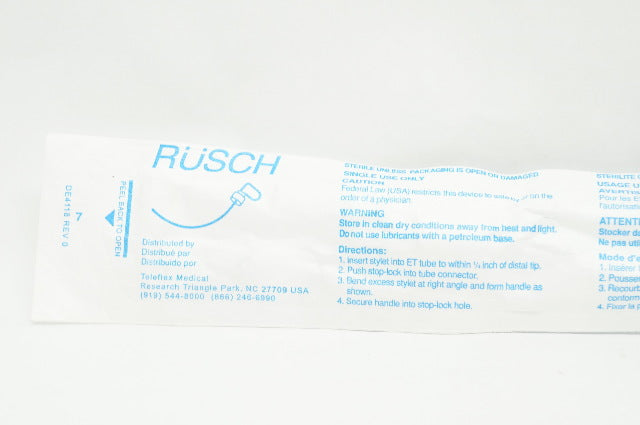 DE4118 REV 0
7
PEEL BACK TO OPEN
RÜSCH
Distributed by
Distribué par
Distribuido por
Teleflex Medical
Research Triangle Park, NC 27709 USA
(919) 544-8000 (866) 246-6990
STERILE UNLESS PACKAGING IS OPEN OR DAMAGED
SINGLE USE ONLY
CAUTION
Federal Law (USA) restricts this device to sale by or on the
order of a physician.
WARNING
Store in clean dry conditions away from heat and light.
Do not use lubricants with a petroleum base.
Directions:
1. Insert stylet into ET tube to within ½ inch of distal tip.
2. Push stop-lock into tube connector.
3. Bend excess stylet at right angle and form handle as
shown.
4. Secure handle into stop-lock hole.
STERILITE
USAGE U
AVERTI
Pour les E
l'autorisat
ATTENTI
Stocker da
Ne pas util
Mode d'e
1. Insérer l
2. Pousser
3. Recourb
conform
4. Fixer la p